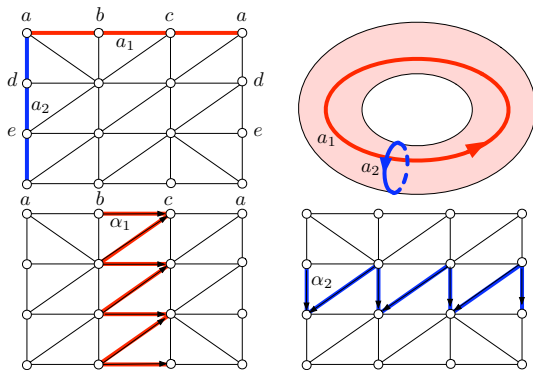 a b c a
a₁
d d
a₂
e e
a b c a
a₁
a₂
α₁
α₂